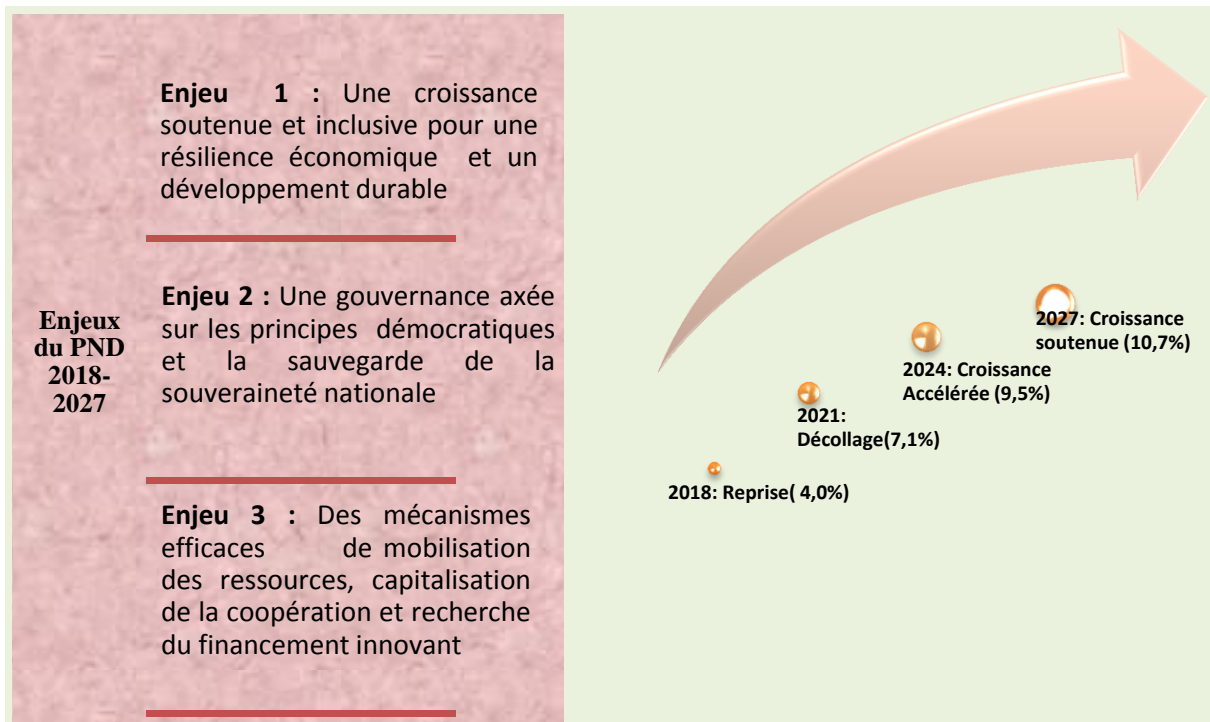 Enjeux
du PND
2018-
2027
Enjeu 1 : Une croissance
soutenue et inclusive pour une
résilience économique et un
développement durable
Enjeu 2 : Une gouvernance axée
sur les principes démocratiques
et la sauvegarde de la
souveraineté nationale
Enjeu 3 : Des mécanismes
efficaces de mobilisation
des ressources, capitalisation
de la coopération et recherche
du financement innovant
2018: Reprise( 4,0%)
2021:
Décollage(7,1%)
2024: Croissance
Accélérée (9,5%)
2027: Croissance
soutenue (10,7%)